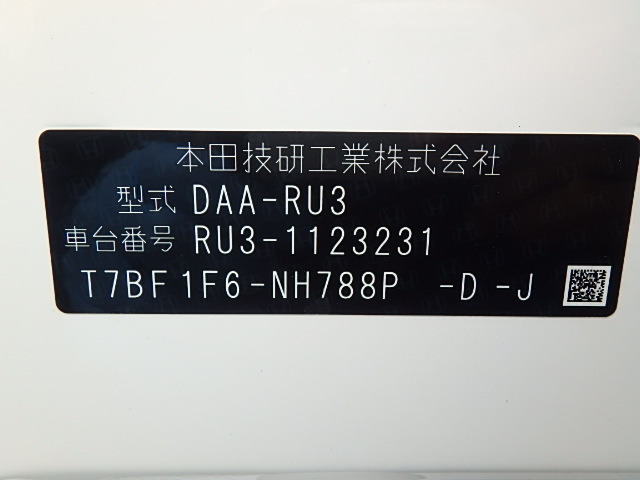 本田技研工業株式会社
型式 DAA-RU3
車台番号 RU3-1123231
T7BF1F6-NH788P -D-J